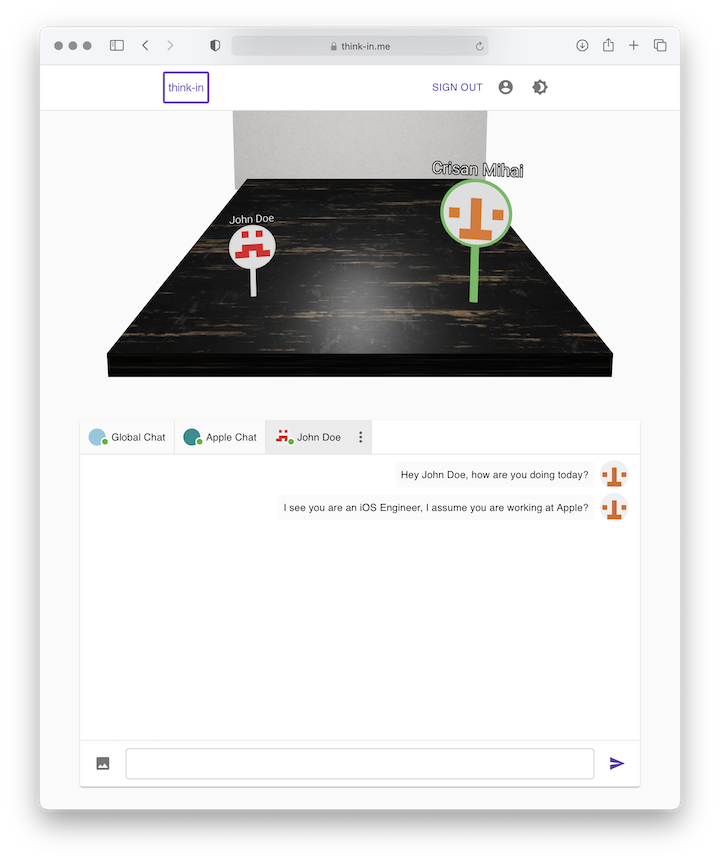 think-in.me
think-in
SIGN OUT
Crisan Mihai
John Doe
Global Chat
Apple Chat
John Doe
Hey John Doe, how are you doing today?
I see you are an iOS Engineer, I assume you are working at Apple?